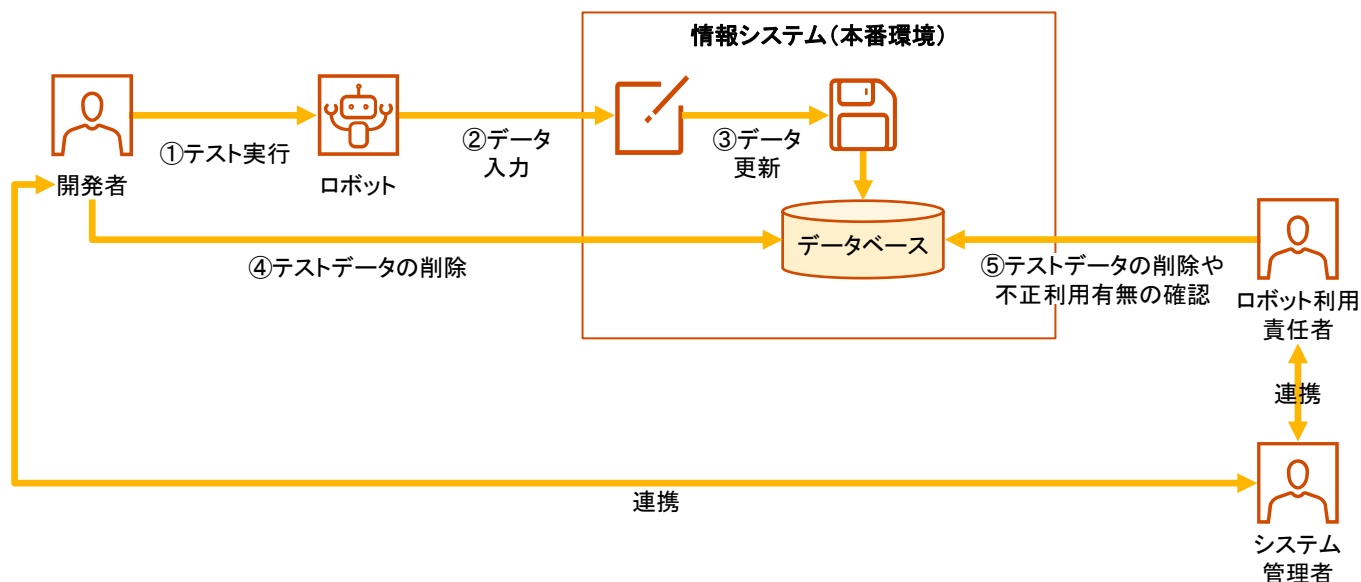 情報システム（本番環境）
①テスト実行
②データ
入力
③データ
更新
開発者
ロボット
データベース
④テストデータの削除
⑤テストデータの削除や
不正利用有無の確認
ロボット利用
責任者
連携
連携
システム
管理者